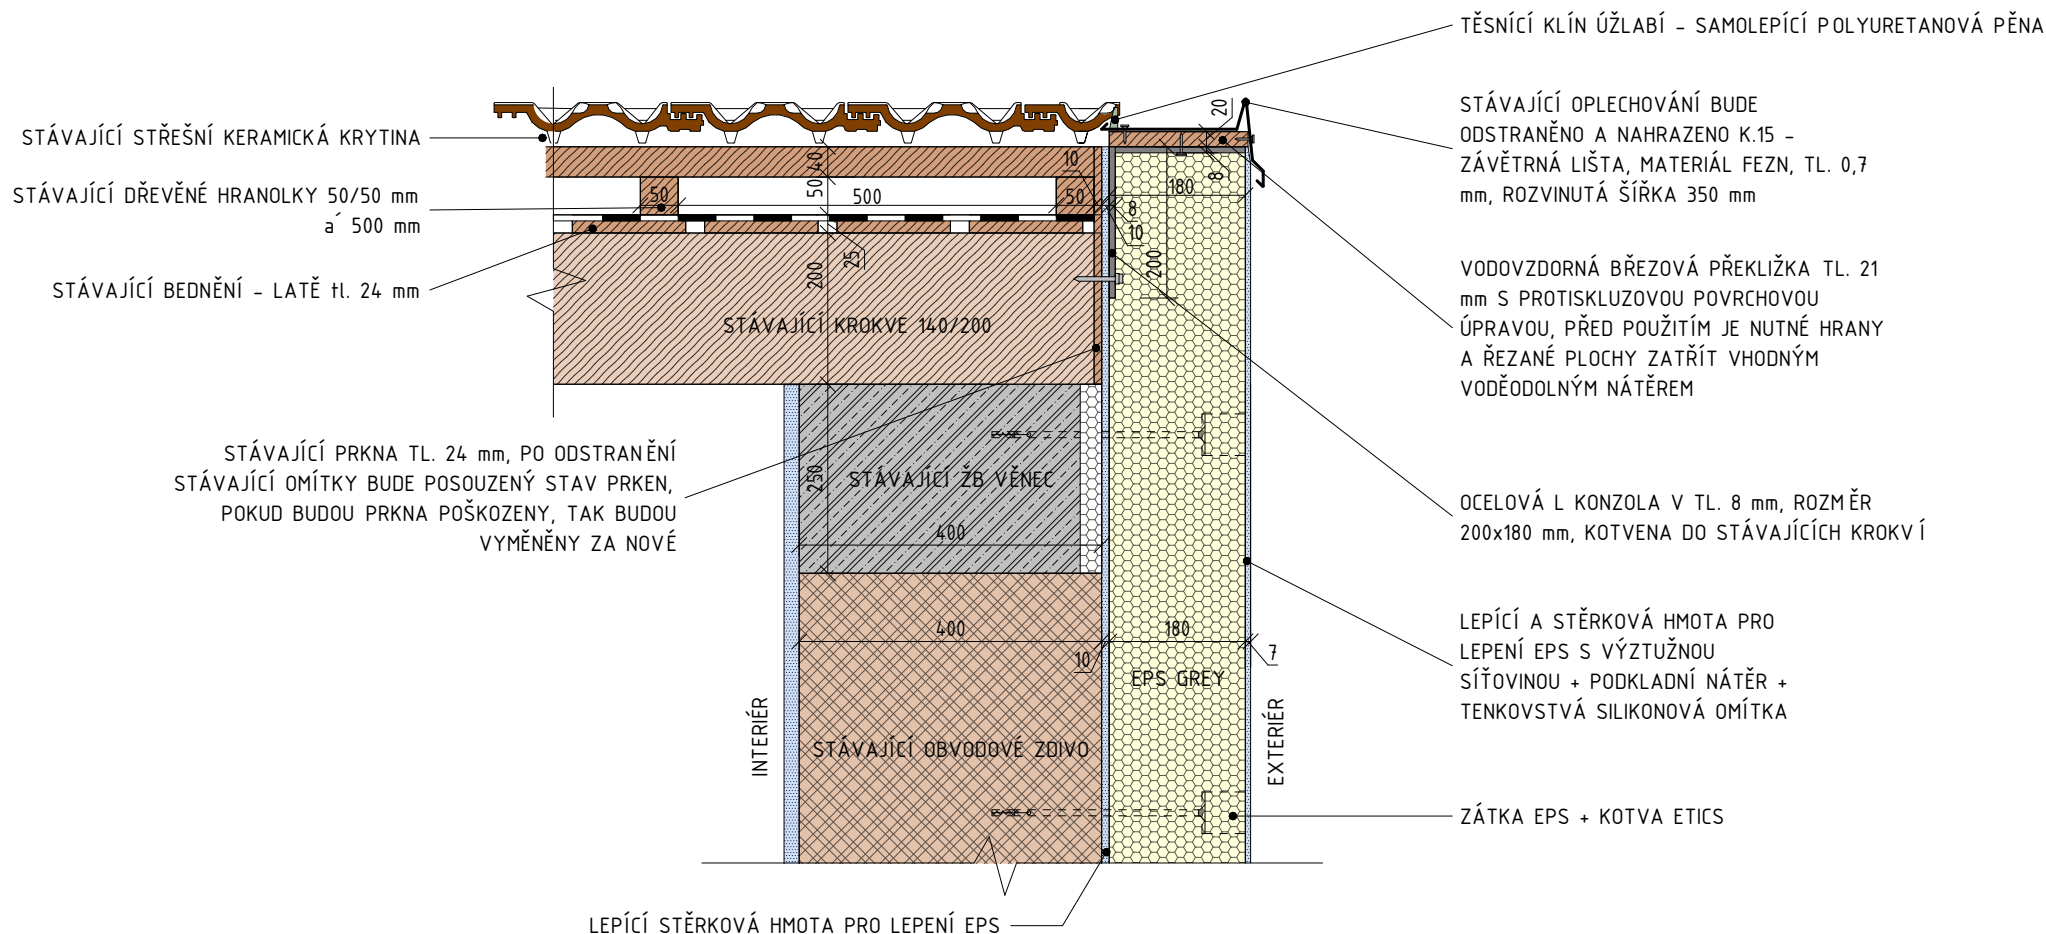 TĚSNÍCÍ KLÍN ÚŽLABÍ - SAMOLEPÍCÍ POLYURETANOVÁ PĚNA
STÁVAJÍCÍ OPLECHOVÁNÍ BUDE
ODSTRANĚNO A NAHRAZENO K.15 -
ZÁVĚTRNÁ LIŠTA, MATERIÁL FEZN, TL. 0,7
mm, ROZVINUTÁ ŠÍŘKA 350 mm
STÁVAJÍCÍ STŘEŠNÍ KERAMICKÁ KRYTINA
STÁVAJÍCÍ DŘEVĚNÉ HRANOLKY 50/50 mm
a´ 500 mm
STÁVAJÍCÍ BEDNĚNÍ - LATĚ tl. 24 mm
20
40
10
8
180
50
50
500
50
8
10
25
200
200
STÁVAJÍCÍ KROKVE 140/200
VODOVZDORNÁ BŘEZOVÁ PŘEKLIŽKA TL. 21
mm S PROTISKLUZOVOU POVRCHOVOU
ÚPRAVOU, PŘED POUŽITÍM JE NUTNÉ HRANY
A ŘEZANÉ PLOCHY ZATŘÍT VHODNÝM
VODĚODOLNÝM NÁTĚREM
STÁVAJÍCÍ PRKNA TL. 24 mm, PO ODSTRANĚNÍ
STÁVAJÍCÍ OMÍTKY BUDE POSOUZENÝ STAV PRKEN,
POKUD BUDOU PRKNA POŠKOZENY, TAK BUDOU
VYMĚNĚNY ZA NOVÉ
250
STÁVAJÍCÍ ŽB VĚNEC
400
OCELOVÁ L KONZOLA V TL. 8 mm, ROZMĚR
200x180 mm, KOTVENA DO STÁVAJÍCÍCH KROKVÍ
400
180
10
7
EPS GREY
LEPÍCÍ A STĚRKOVÁ HMOTA PRO
LEPENÍ EPS S VÝZTUŽNOU
SÍŤOVINOU + PODKLADNÍ NÁTĚR +
TENKOVSTVÁ SILIKONOVÁ OMÍTKA
INTERIÉR
STÁVAJÍCÍ OBVODOVÉ ZDIVO
EXTERIÉR
ZÁTKA EPS + KOTVA ETICS
LEPÍCÍ STĚRKOVÁ HMOTA PRO LEPENÍ EPS